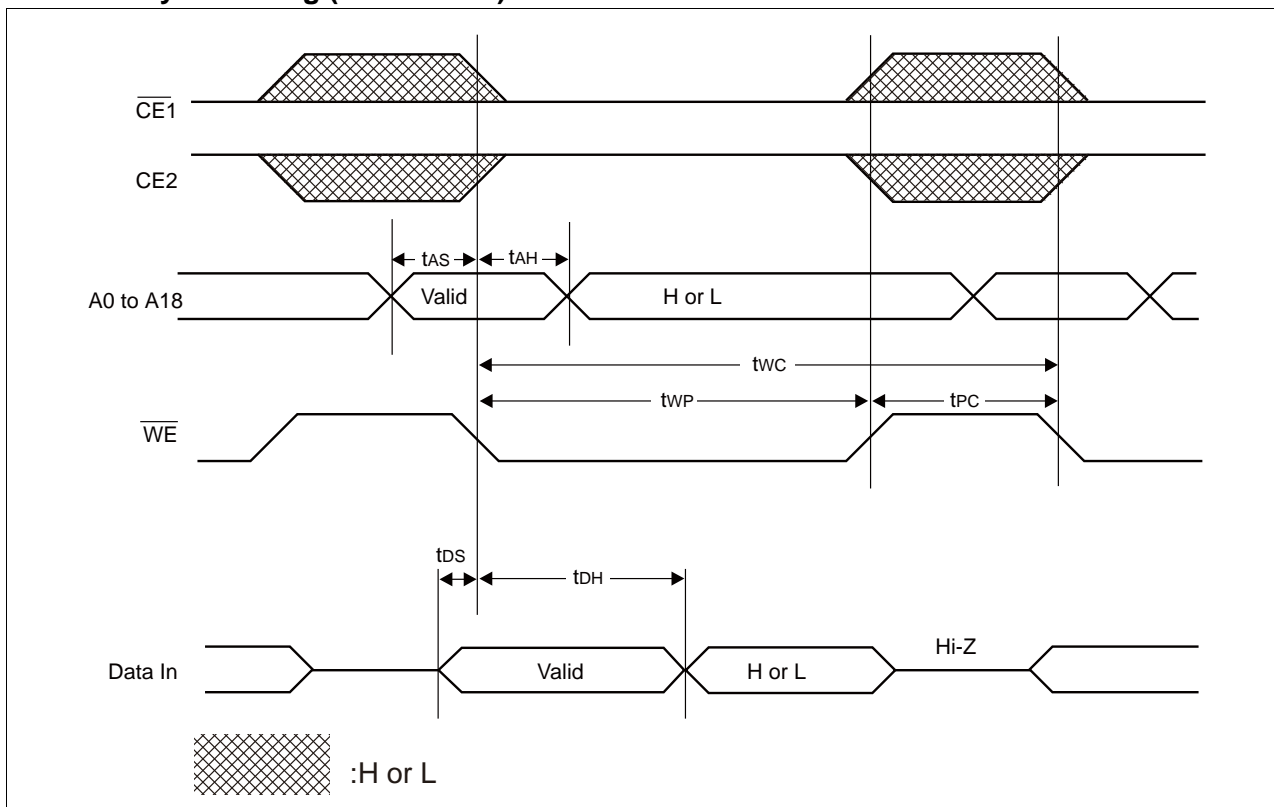 CE1
CE2
tAS
tAH
A0 to A18
Valid
H or L
tWC
tWP
tPC
WE
tDS
tDH
Data In
Valid
H or L
Hi-Z
:H or L